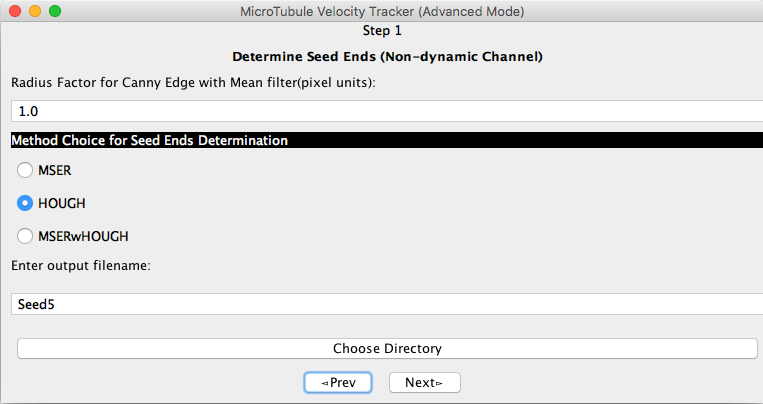 MicroTubule Velocity Tracker (Advanced Mode)
Step 1
Determine Seed Ends (Non-dynamic Channel)
Radius Factor for Canny Edge with Mean filter(pixel units):
1.0
Method Choice for Seed Ends Determination
MSER
HOUGH
MSERwHOUGH
Enter output filename:
Seed5
Choose Directory
◅Prev Next▻